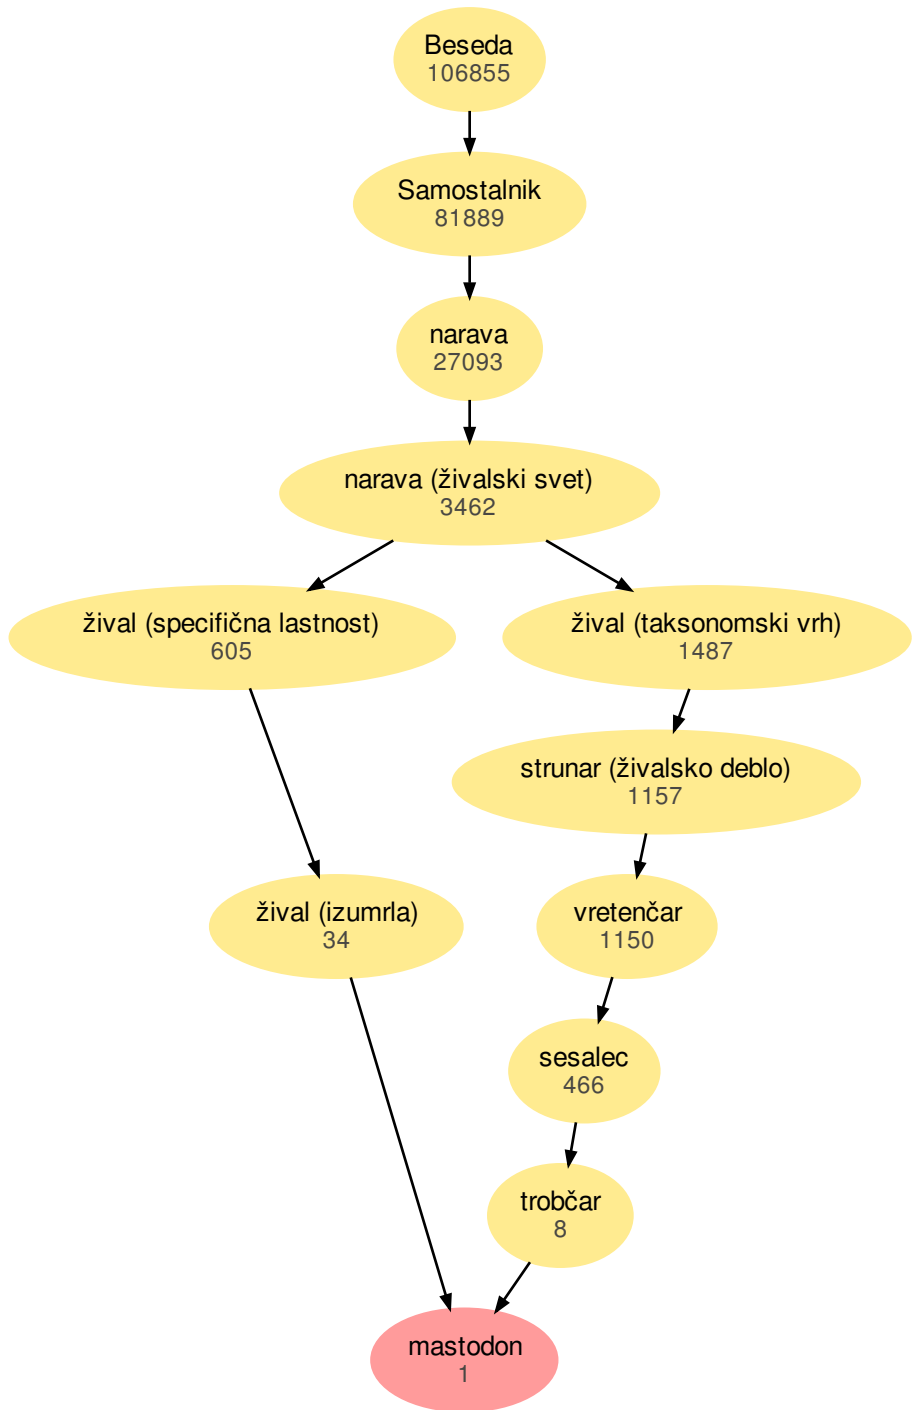 Beseda
106855
Samostalnik
81889
narava
27093
narava (živalski svet)
3462
žival (specifična lastnost)
605
žival (taksonomski vrh)
1487
strunar (živalsko deblo)
1157
žival (izumrla)
34
vretenčar
1150
sesalec
466
trobčar
8
mastodon
1